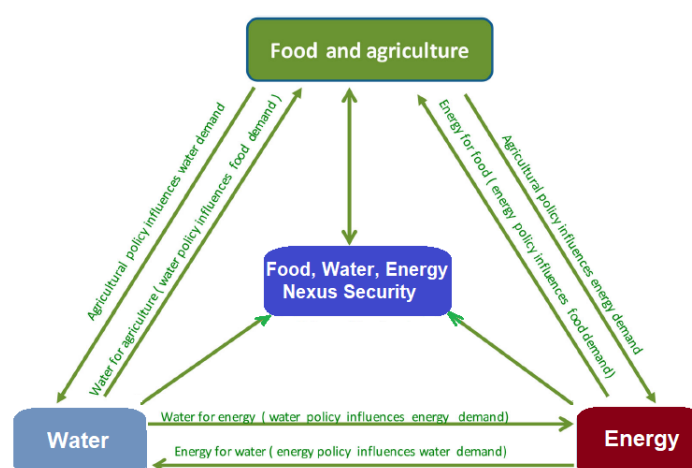 Food and agriculture
Agricultural policy influences water demand
Water for agriculture ( water policy influences food demand )
Energy for food ( energy policy influences food demand)
Agricultural policy influences energy demand
Food, Water, Energy
Nexus Security
Water
Water for energy ( water policy influences energy demand)
Energy for water ( energy policy influences water demand)
Energy